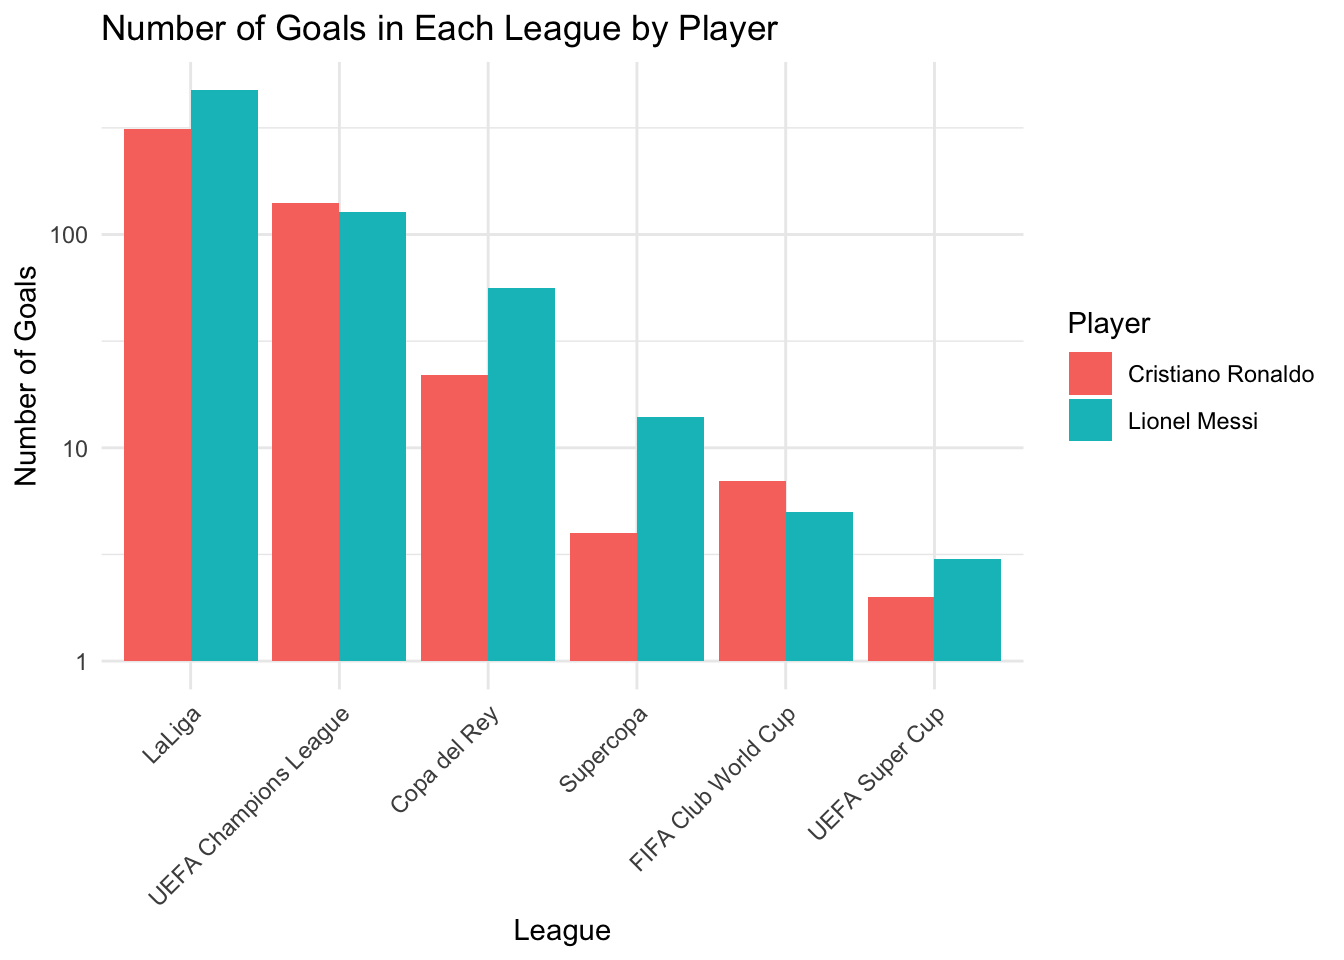 Number of Goals in Each League by Player
Number of Goals
100
10
1
LaLiga
UEFA Champions League
Copa del Rey
Supercopa
FIFA Club World Cup
UEFA Super Cup
League
Player
Cristiano Ronaldo
Lionel Messi